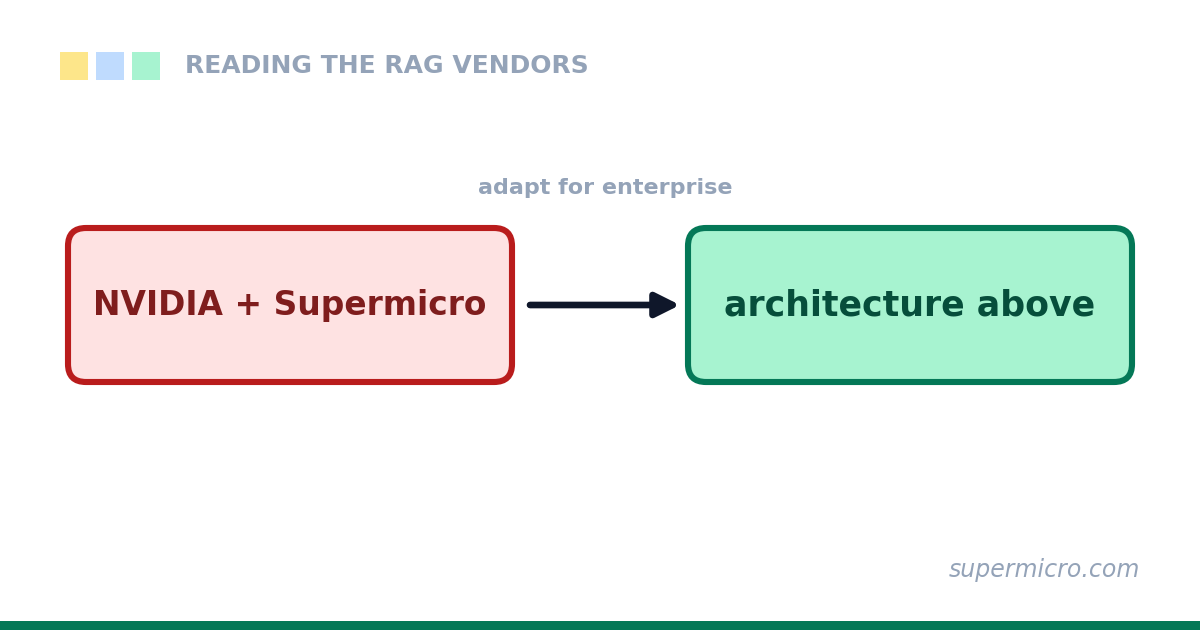 READING THE RAG VENDORS
adapt for enterprise
NVIDIA + Supermicro
architecture above
supermicro.com